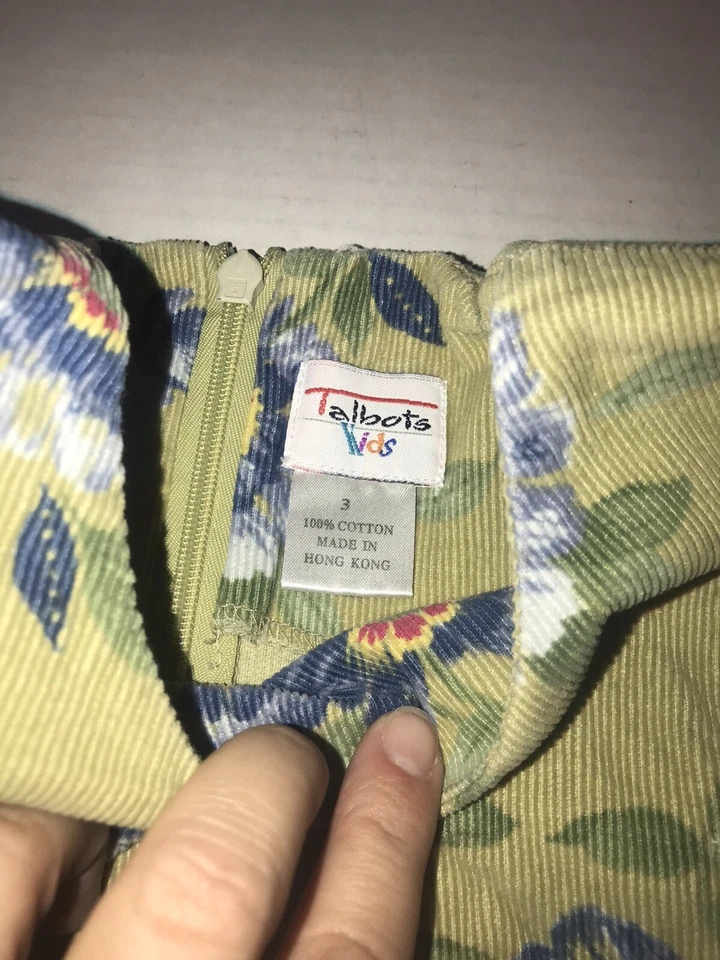 Talbots
Kids
3
100% COTTON
MADE IN
HONG KONG